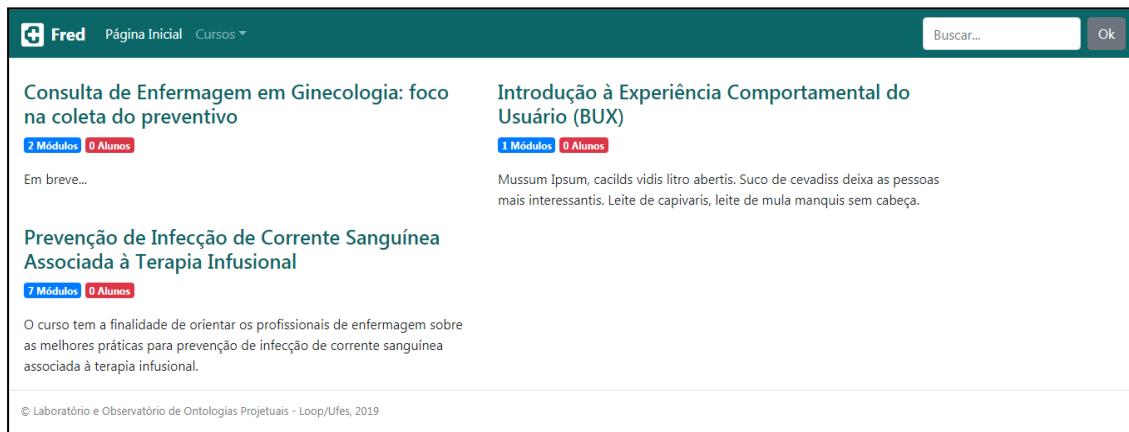 Fred Página Inicial Cursos Buscar... Ok
Consulta de Enfermagem em Ginecologia: foco
na coleta do preventivo
2 Módulos 0 Alunos
Em breve...
Introdução à Experiência Comportamental do
Usuário (BUX)
1 Módulos 0 Alunos
Mussum Ipsum, cacilds vidis litro abertis. Suco de cevadiss deixa as pessoas
mais interessantis. Leite de capivaris, leite de mula manquis sem cabeça.
Prevenção de Infecção de Corrente Sanguínea
Associada à Terapia Infusional
7 Módulos 0 Alunos
O curso tem a finalidade de orientar os profissionais de enfermagem sobre
as melhores práticas para prevenção de infecção de corrente sanguínea
associada à terapia infusional.
© Laboratório e Observatório de Ontologias Projetuais - Loop/Ufes, 2019